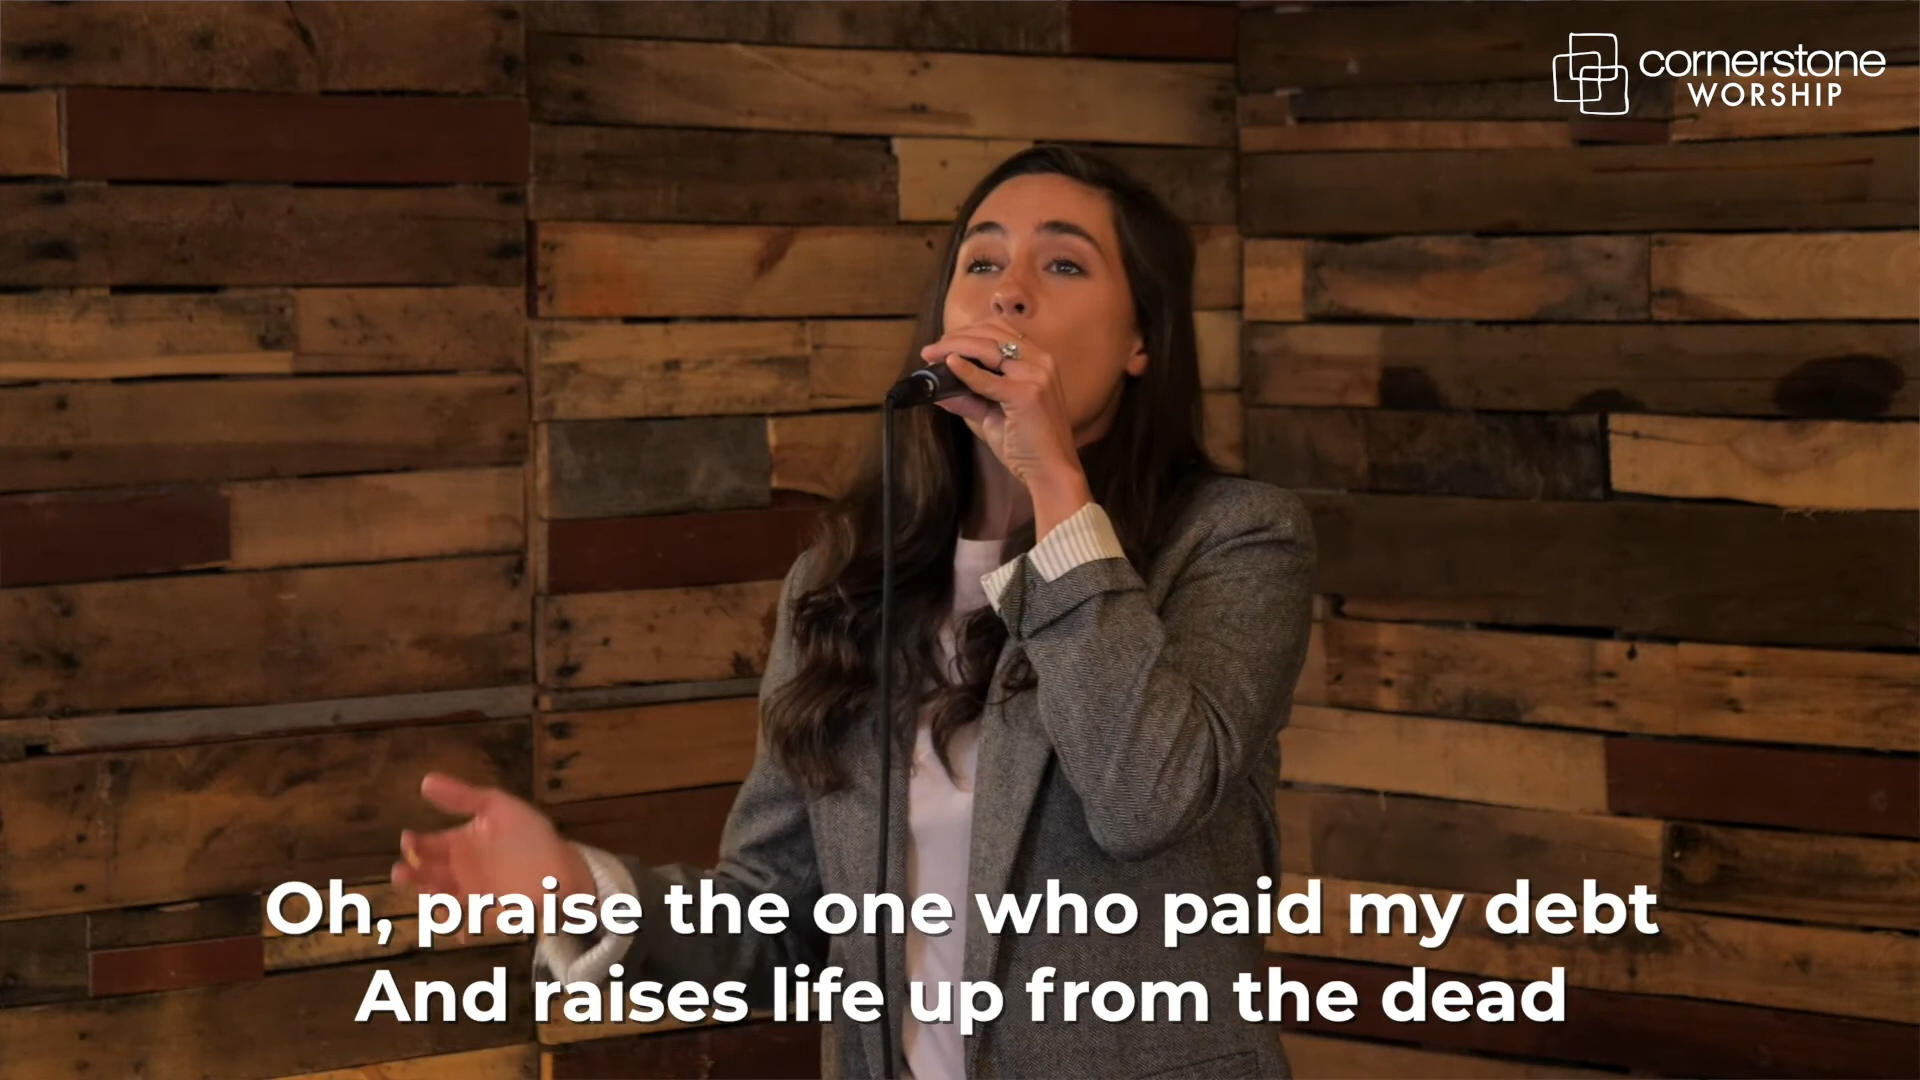 cornerstone
WORSHIP
Oh, praise the one who paid my debt
And raises life up from the dead